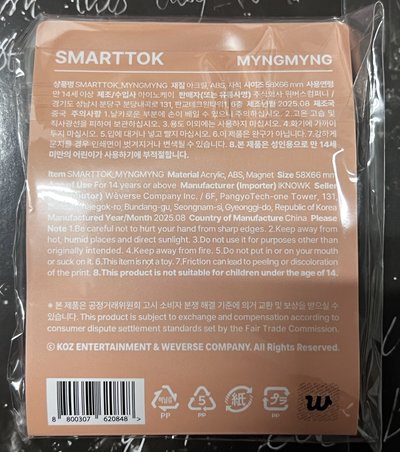 SMARTTOK MYNGMYNG
상품명 SMARTTOK_MYNGMYNG 재질 아크릴, ABS, 자석 사이즈 58X66 mm 사용연령
만 14세 이상 제조/수입사 아이노케이 판매자(또는 유통사명) 주식회사 위버스컴퍼니 /
경기도 성남시 분당구 분당내곡로 131, 판교테크원타워 6층 제조년월 2025.08 제조국
중국 주의사항 1.날카로운 부분에 손이 베일 수 있으니 주의하십시오. 2.고온 다습 및
직사광선을 피하여 보관하십시오. 3.용도 이외에는 사용하지 마십시오. 4.화기에 가까이
두지 마십시오. 5.입에 대거나 넣고 빨지 마십시오. 6.이 제품은 완구가 아닙니다. 7.강하게
문지를 경우 인쇄면이 벗겨지거나 변색될 수 있습니다. 8.본 제품은 성인용으로 만 14세
미만의 어린이가 사용하기에 부적절합니다.
Item SMARTTOK_MYNGMYNG Material Acrylic, ABS, Magnet Size 58X66 mm
of Use For 14 years or above Manufacturer (Importer) IKNOWK Seller
Weverse Company Inc. / 6F, PangyoTech-one Tower, 131,
Bundang-gu, Seongnam-si, Gyeonggi-do, Republic of Korea
Manufactured Year/Month 2025.08 Country of Manufacture China Please
Note 1.Be careful not to hurt your hand from sharp edges. 2.Keep away from
hot, humid places and direct sunlight. 3.Do not use it for purposes other than
originally intended. 4.Keep away from fire. 5.Do not put in or on your mouth
or suck on it. 6.This item is not a toy. 7.Friction can lead to peeling or discoloration
of the print. 8.This product is not suitable for children under the age of 14.
※ 본 제품은 공정거래위원회 고시 소비자 분쟁 해결 기준에 의거 교환 및 보상을 받으실 수
있습니다. This product is subject to exchange and compensation according to
consumer dispute settlement standards set by the Fair Trade Commission.
© KOZ ENTERTAINMENT & WEVERSE COMPANY. All Rights Reserved.
8 800307 620848 >
비닐류 PP
5 PP
紙
プラ PP
w